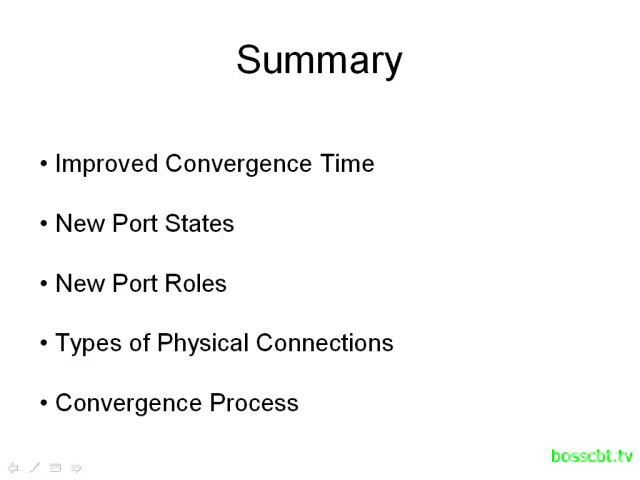 Summary
• Improved Convergence Time
• New Port States
• New Port Roles
• Types of Physical Connections
• Convergence Process
bosscbt.tv